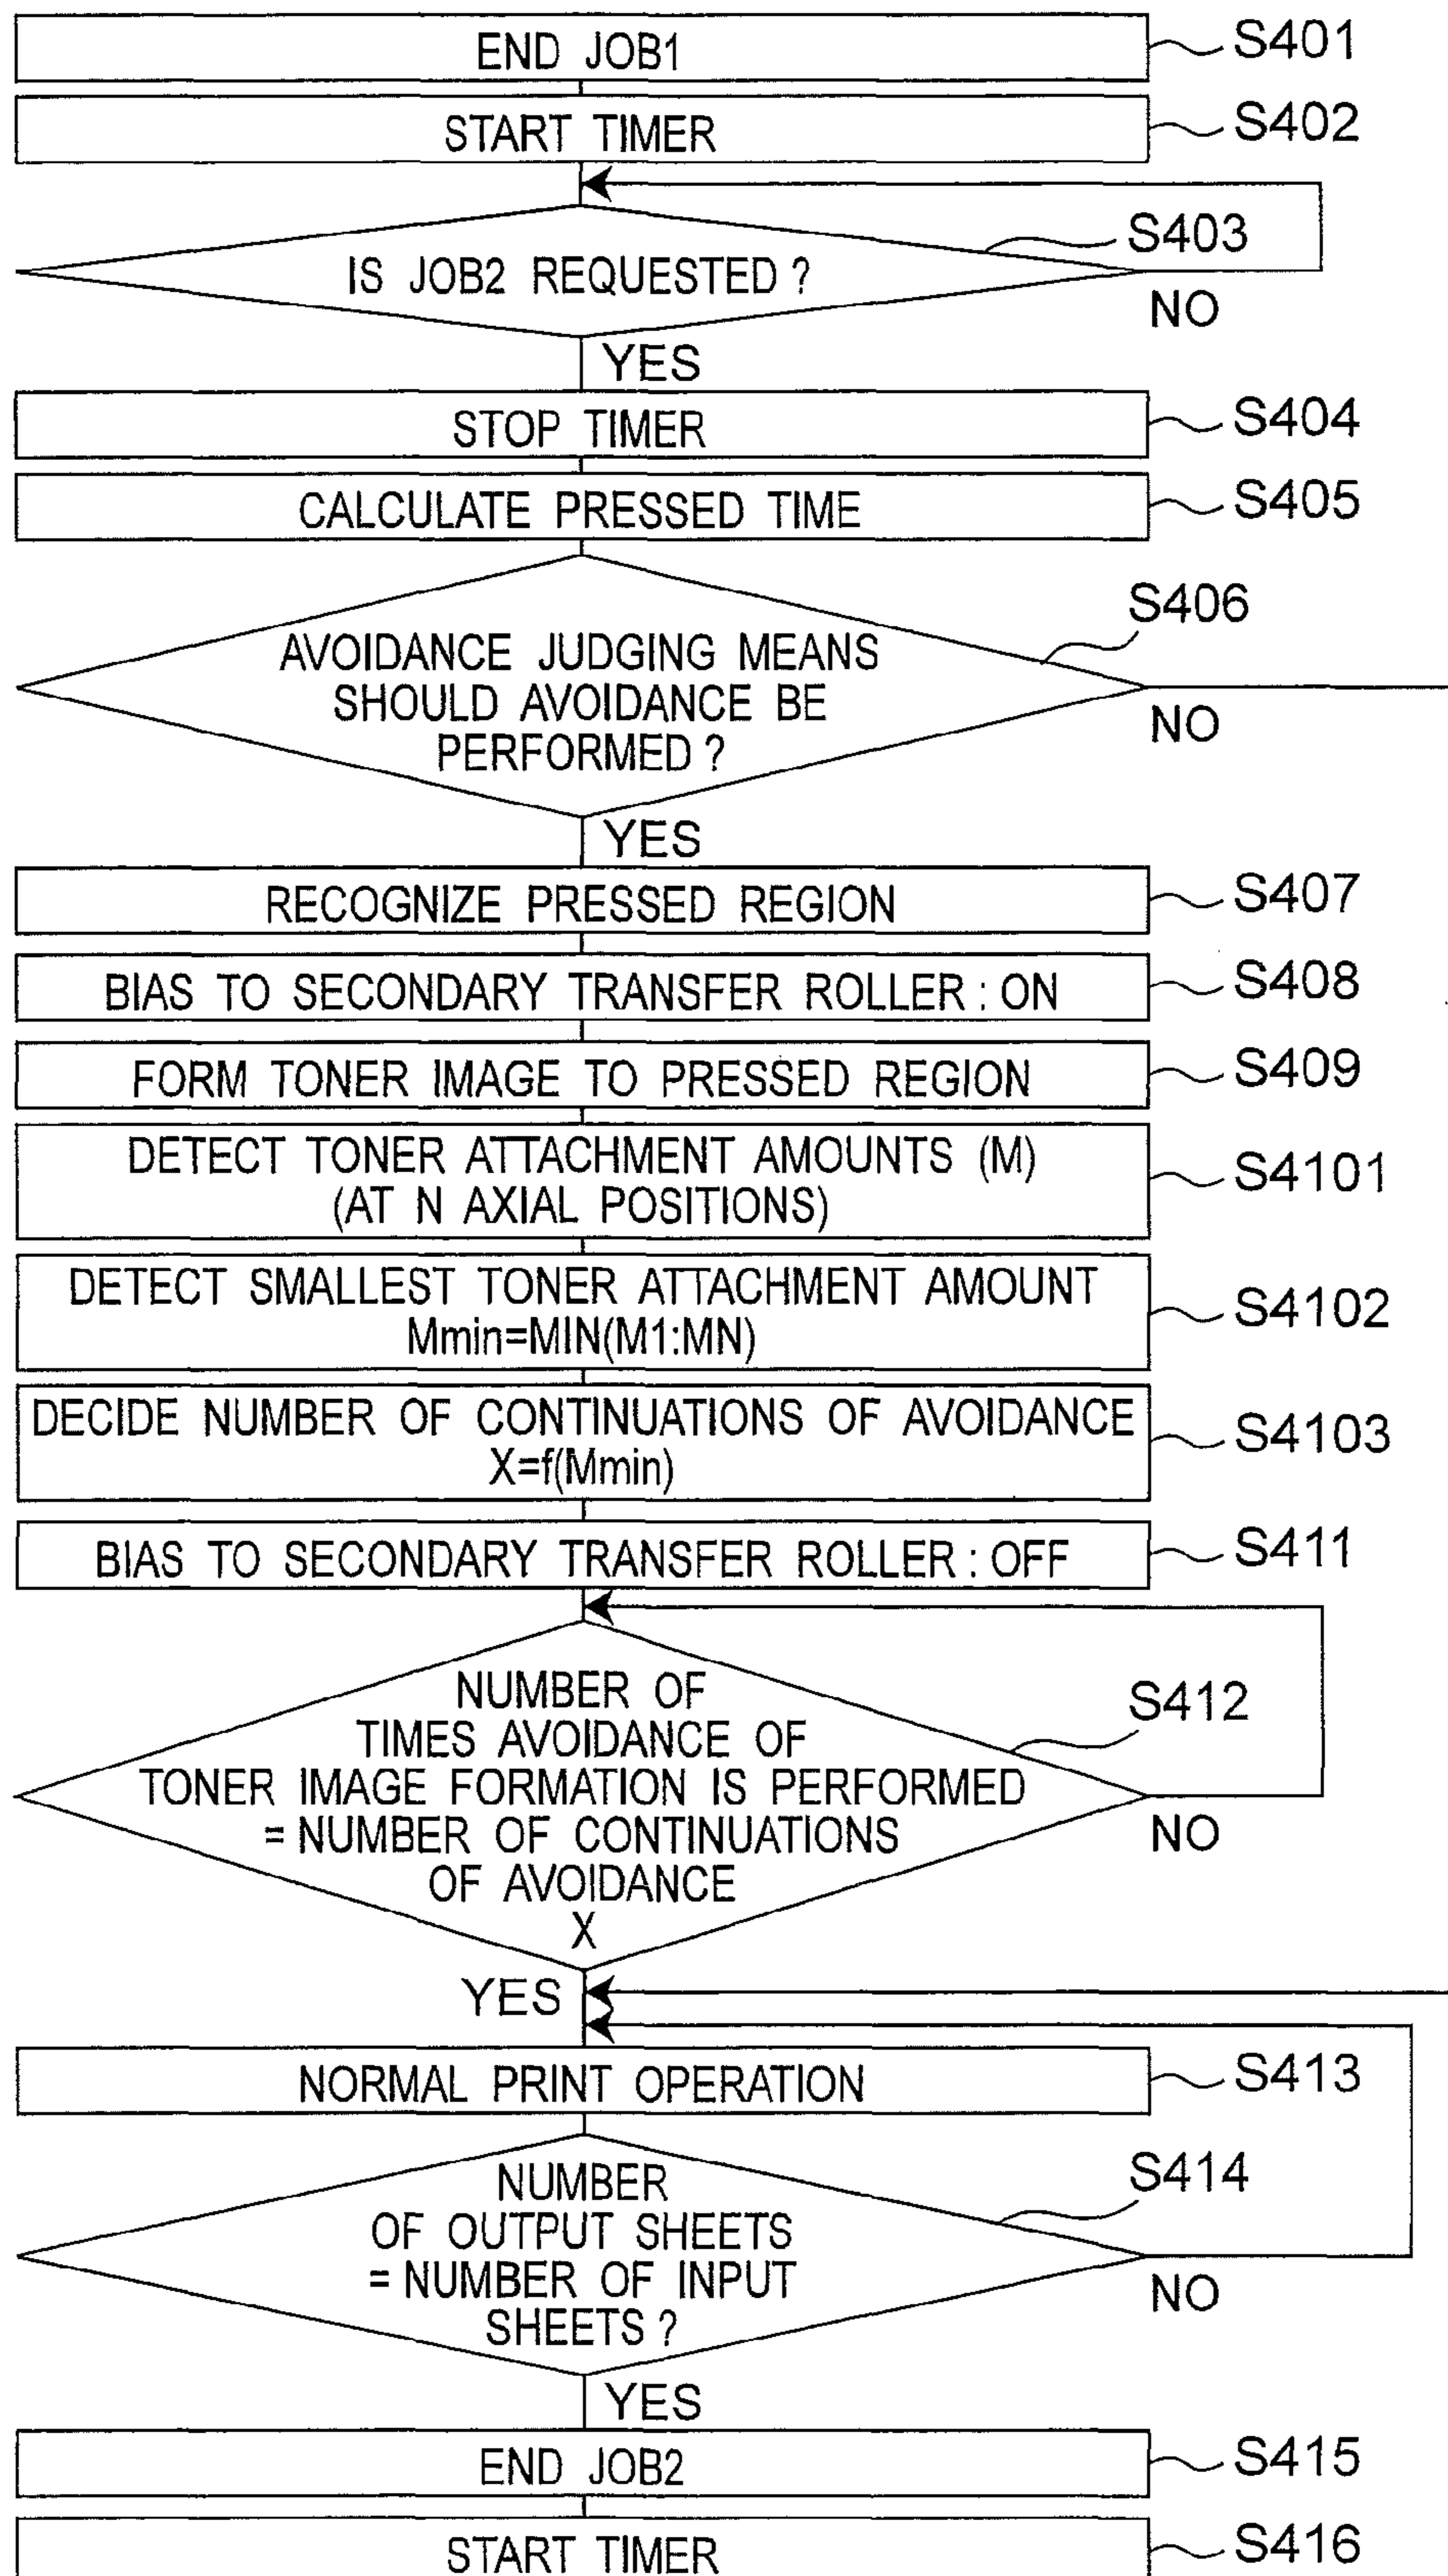 END JOB1
S401
START TIMER
S402
S403
IS JOB2 REQUESTED ?
NO
YES
STOP TIMER
S404
CALCULATE PRESSED TIME
S405
S406
AVOIDANCE JUDGING MEANS
SHOULD AVOIDANCE BE
PERFORMED ?
NO
YES
RECOGNIZE PRESSED REGION
S407
BIAS TO SECONDARY TRANSFER ROLLER : ON
S408
FORM TONER IMAGE TO PRESSED REGION
S409
DETECT TONER ATTACHMENT AMOUNTS (M)
(AT N AXIAL POSITIONS)
S4101
DETECT SMALLEST TONER ATTACHMENT AMOUNT
Mmin=MIN(M1:MN)
S4102
DECIDE NUMBER OF CONTINUATIONS OF AVOIDANCE
X=f(Mmin)
S4103
BIAS TO SECONDARY TRANSFER ROLLER : OFF
S411
NUMBER OF
TIMES AVOIDANCE OF
TONER IMAGE FORMATION IS PERFORMED
= NUMBER OF CONTINUATIONS
OF AVOIDANCE
X
S412
NO
YES
NORMAL PRINT OPERATION
S413
NUMBER
OF OUTPUT SHEETS
= NUMBER OF INPUT
SHEETS ?
S414
NO
YES
END JOB2
S415
START TIMER
S416